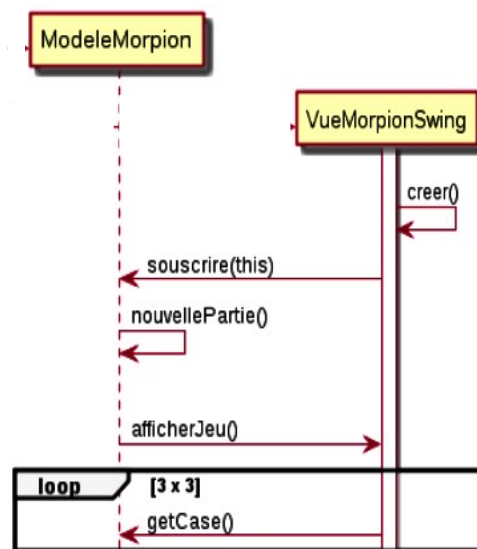 ModeleMorpion
VueMorpionSwing
creer()
souscrire(this)
nouvellePartie()
afficherJeu()
loop [3 x 3]
getCase()